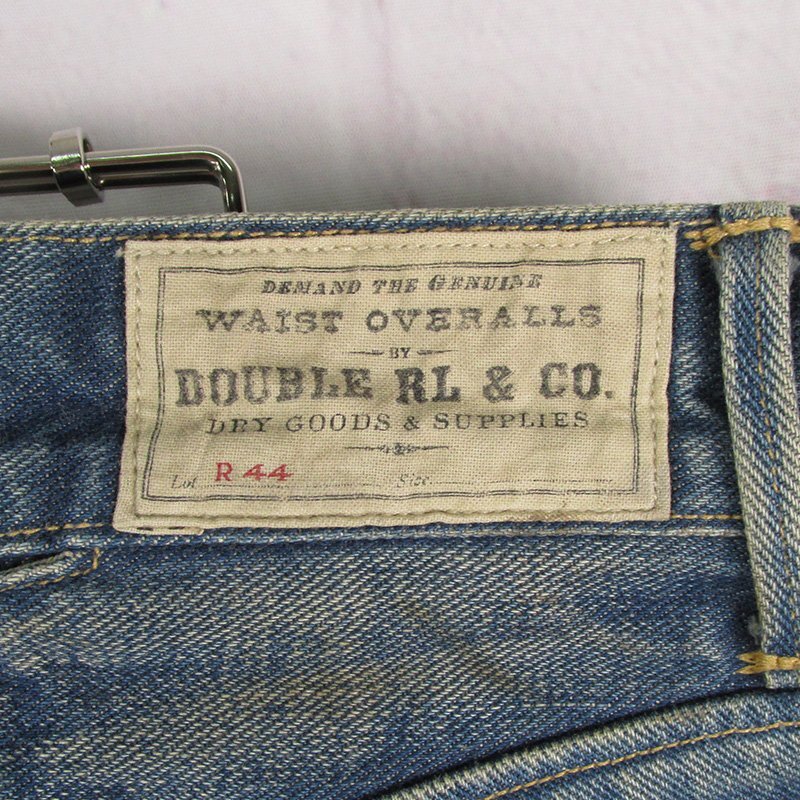 DEMAND THE GENUINE
WAIST OVERALLS
BY
DOUBLE RL & CO.
DRY GOODS & SUPPLIES
Lot R 44 Size